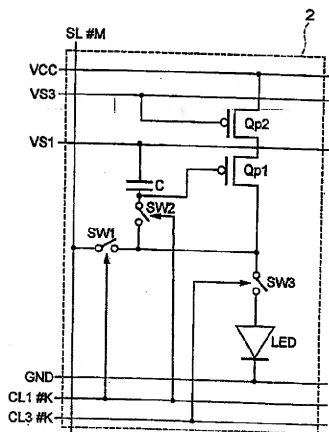 2
SL #M
VCC
VS3
Qp2
VS1
Qp1
C
SW2
SW1
SW3
LED
GND
CL1 #K
CL3 #K